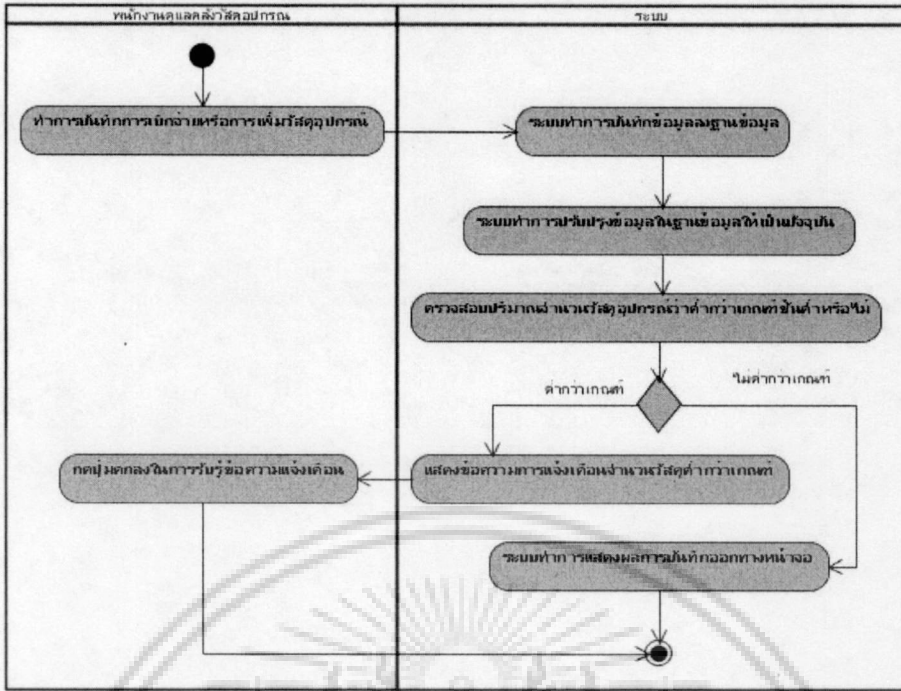 พนักงานดูแลคลังวัสดุอุปกรณ์
ระบบ
ทำการบันทึกการเบิกจ่ายหรือการเพิ่มวัสดุอุปกรณ์
ระบบทำการบันทึกข้อมูลลงฐานข้อมูล
ระบบทำการปรับปรุงข้อมูลในฐานข้อมูลให้เป็นปัจจุบัน
ตรวจสอบปริมาณจำนวนวัสดุอุปกรณ์ว่าต่ำกว่าเกณฑ์ขั้นต่ำหรือไม่
ต่ำกว่าเกณฑ์
ไม่ต่ำกว่าเกณฑ์
กดปุ่มตกลงในการรับรู้ข้อความแจ้งเตือน
แสดงข้อความการแจ้งเตือนจำนวนวัสดุต่ำกว่าเกณฑ์
ระบบทำการแสดงผลการบันทึกออกทางหน้าจอ